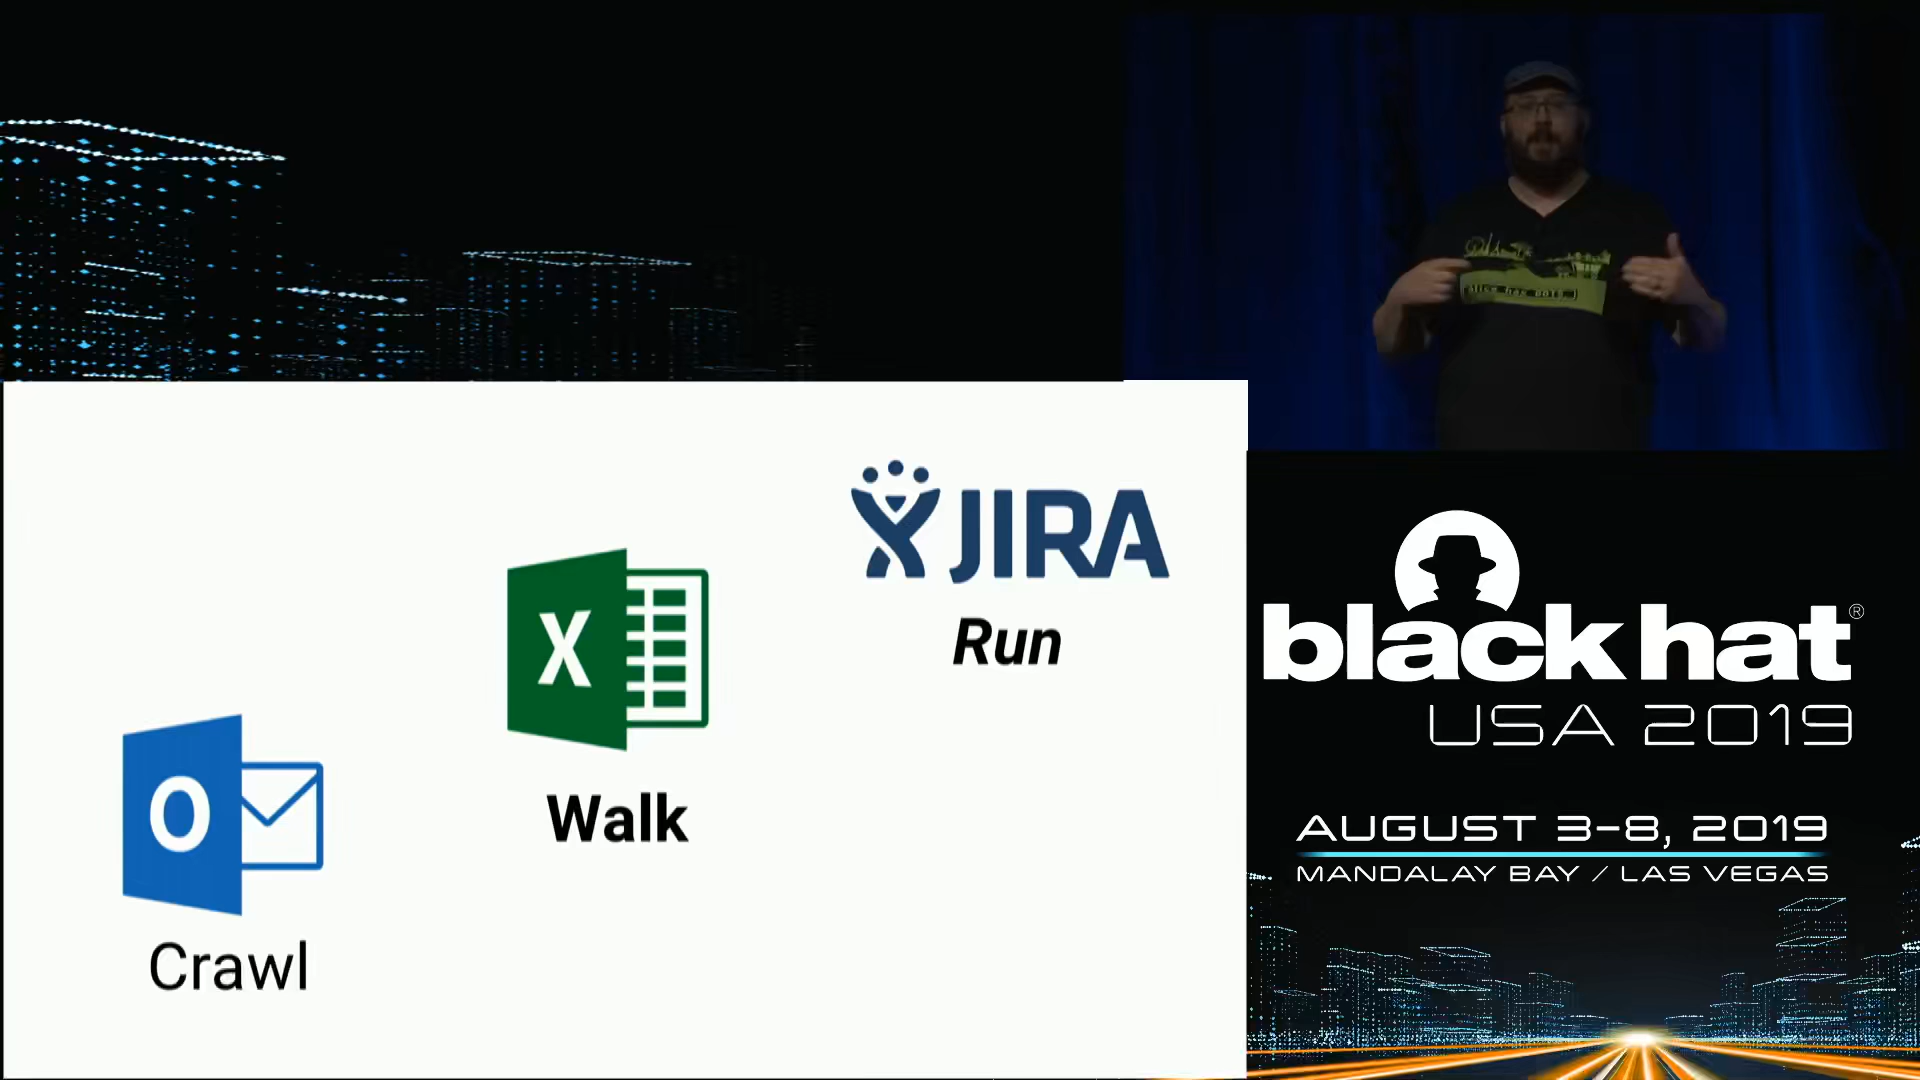 JIRA
Run
X
Walk
O
Crawl
black hat®
USA 2019
AUGUST 3-8, 2019
MANDALAY BAY / LAS VEGAS